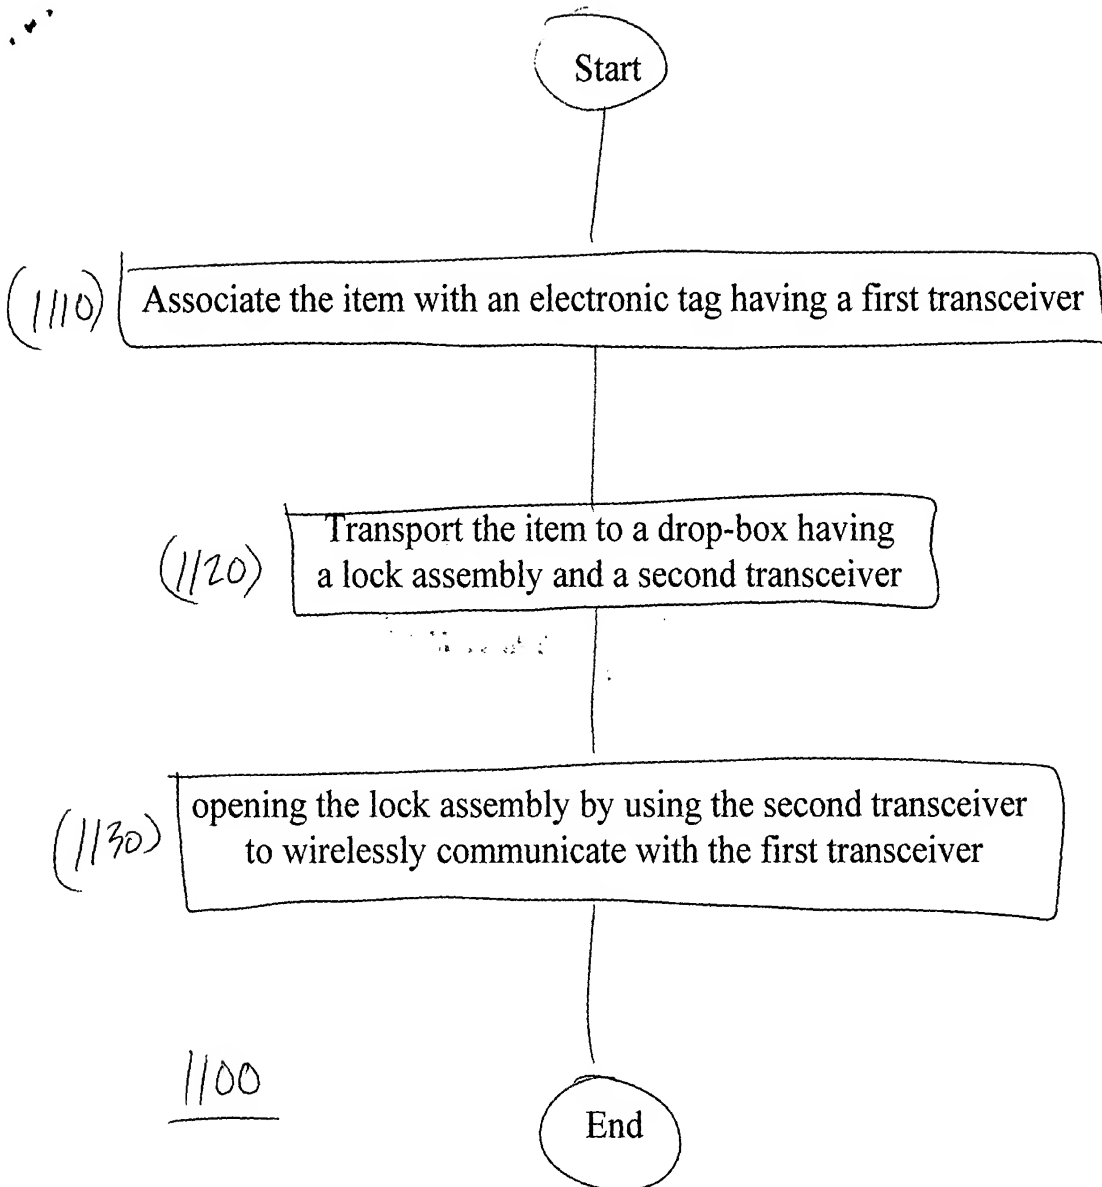 Start
(1110) Associate the item with an electronic tag having a first transceiver
(1120) Transport the item to a drop-box having
a lock assembly and a second transceiver
(1130) opening the lock assembly by using the second transceiver
to wirelessly communicate with the first transceiver
1100
End